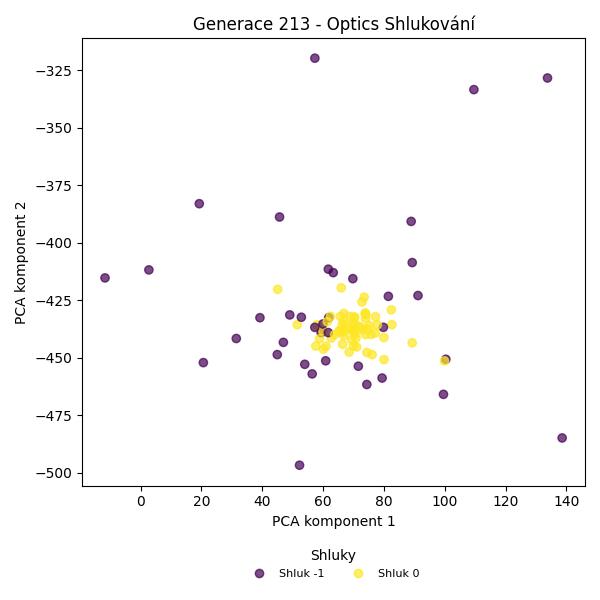 Generace 213 - Optics Shlukování
−325
−350
−375
−400
−425
−450
−475
−500
PCA komponent 2
0 20 40 60 80 100 120 140
PCA komponent 1
Shluky
Shluk -1 Shluk 0